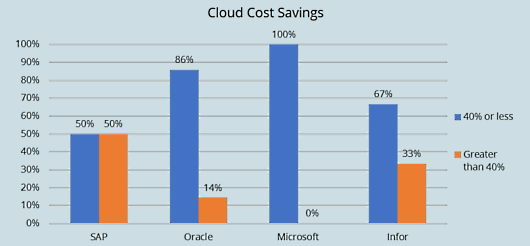 Cloud Cost Savings
100%
90%
80%
70%
60%
50%
40%
30%
20%
10%
0%
50%
50%
86%
14%
100%
0%
67%
33%
SAP
Oracle
Microsoft
Infor
40% or less
Greater
than 40%